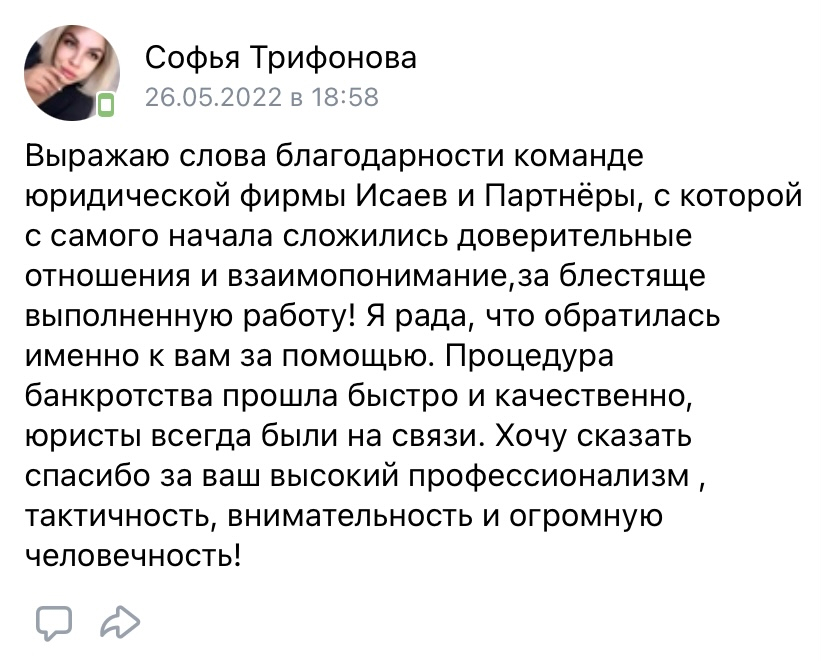 Софья Трифонова
26.05.2022 в 18:58
Выражаю слова благодарности команде
юридической фирмы Исаев и Партнёры, с которой
с самого начала сложились доверительные
отношения и взаимопонимание,за блестяще
выполненную работу! Я рада, что обратилась
именно к вам за помощью. Процедура
банкротства прошла быстро и качественно,
юристы всегда были на связи. Хочу сказать
спасибо за ваш высокий профессионализм ,
тактичность, внимательность и огромную
человечность!